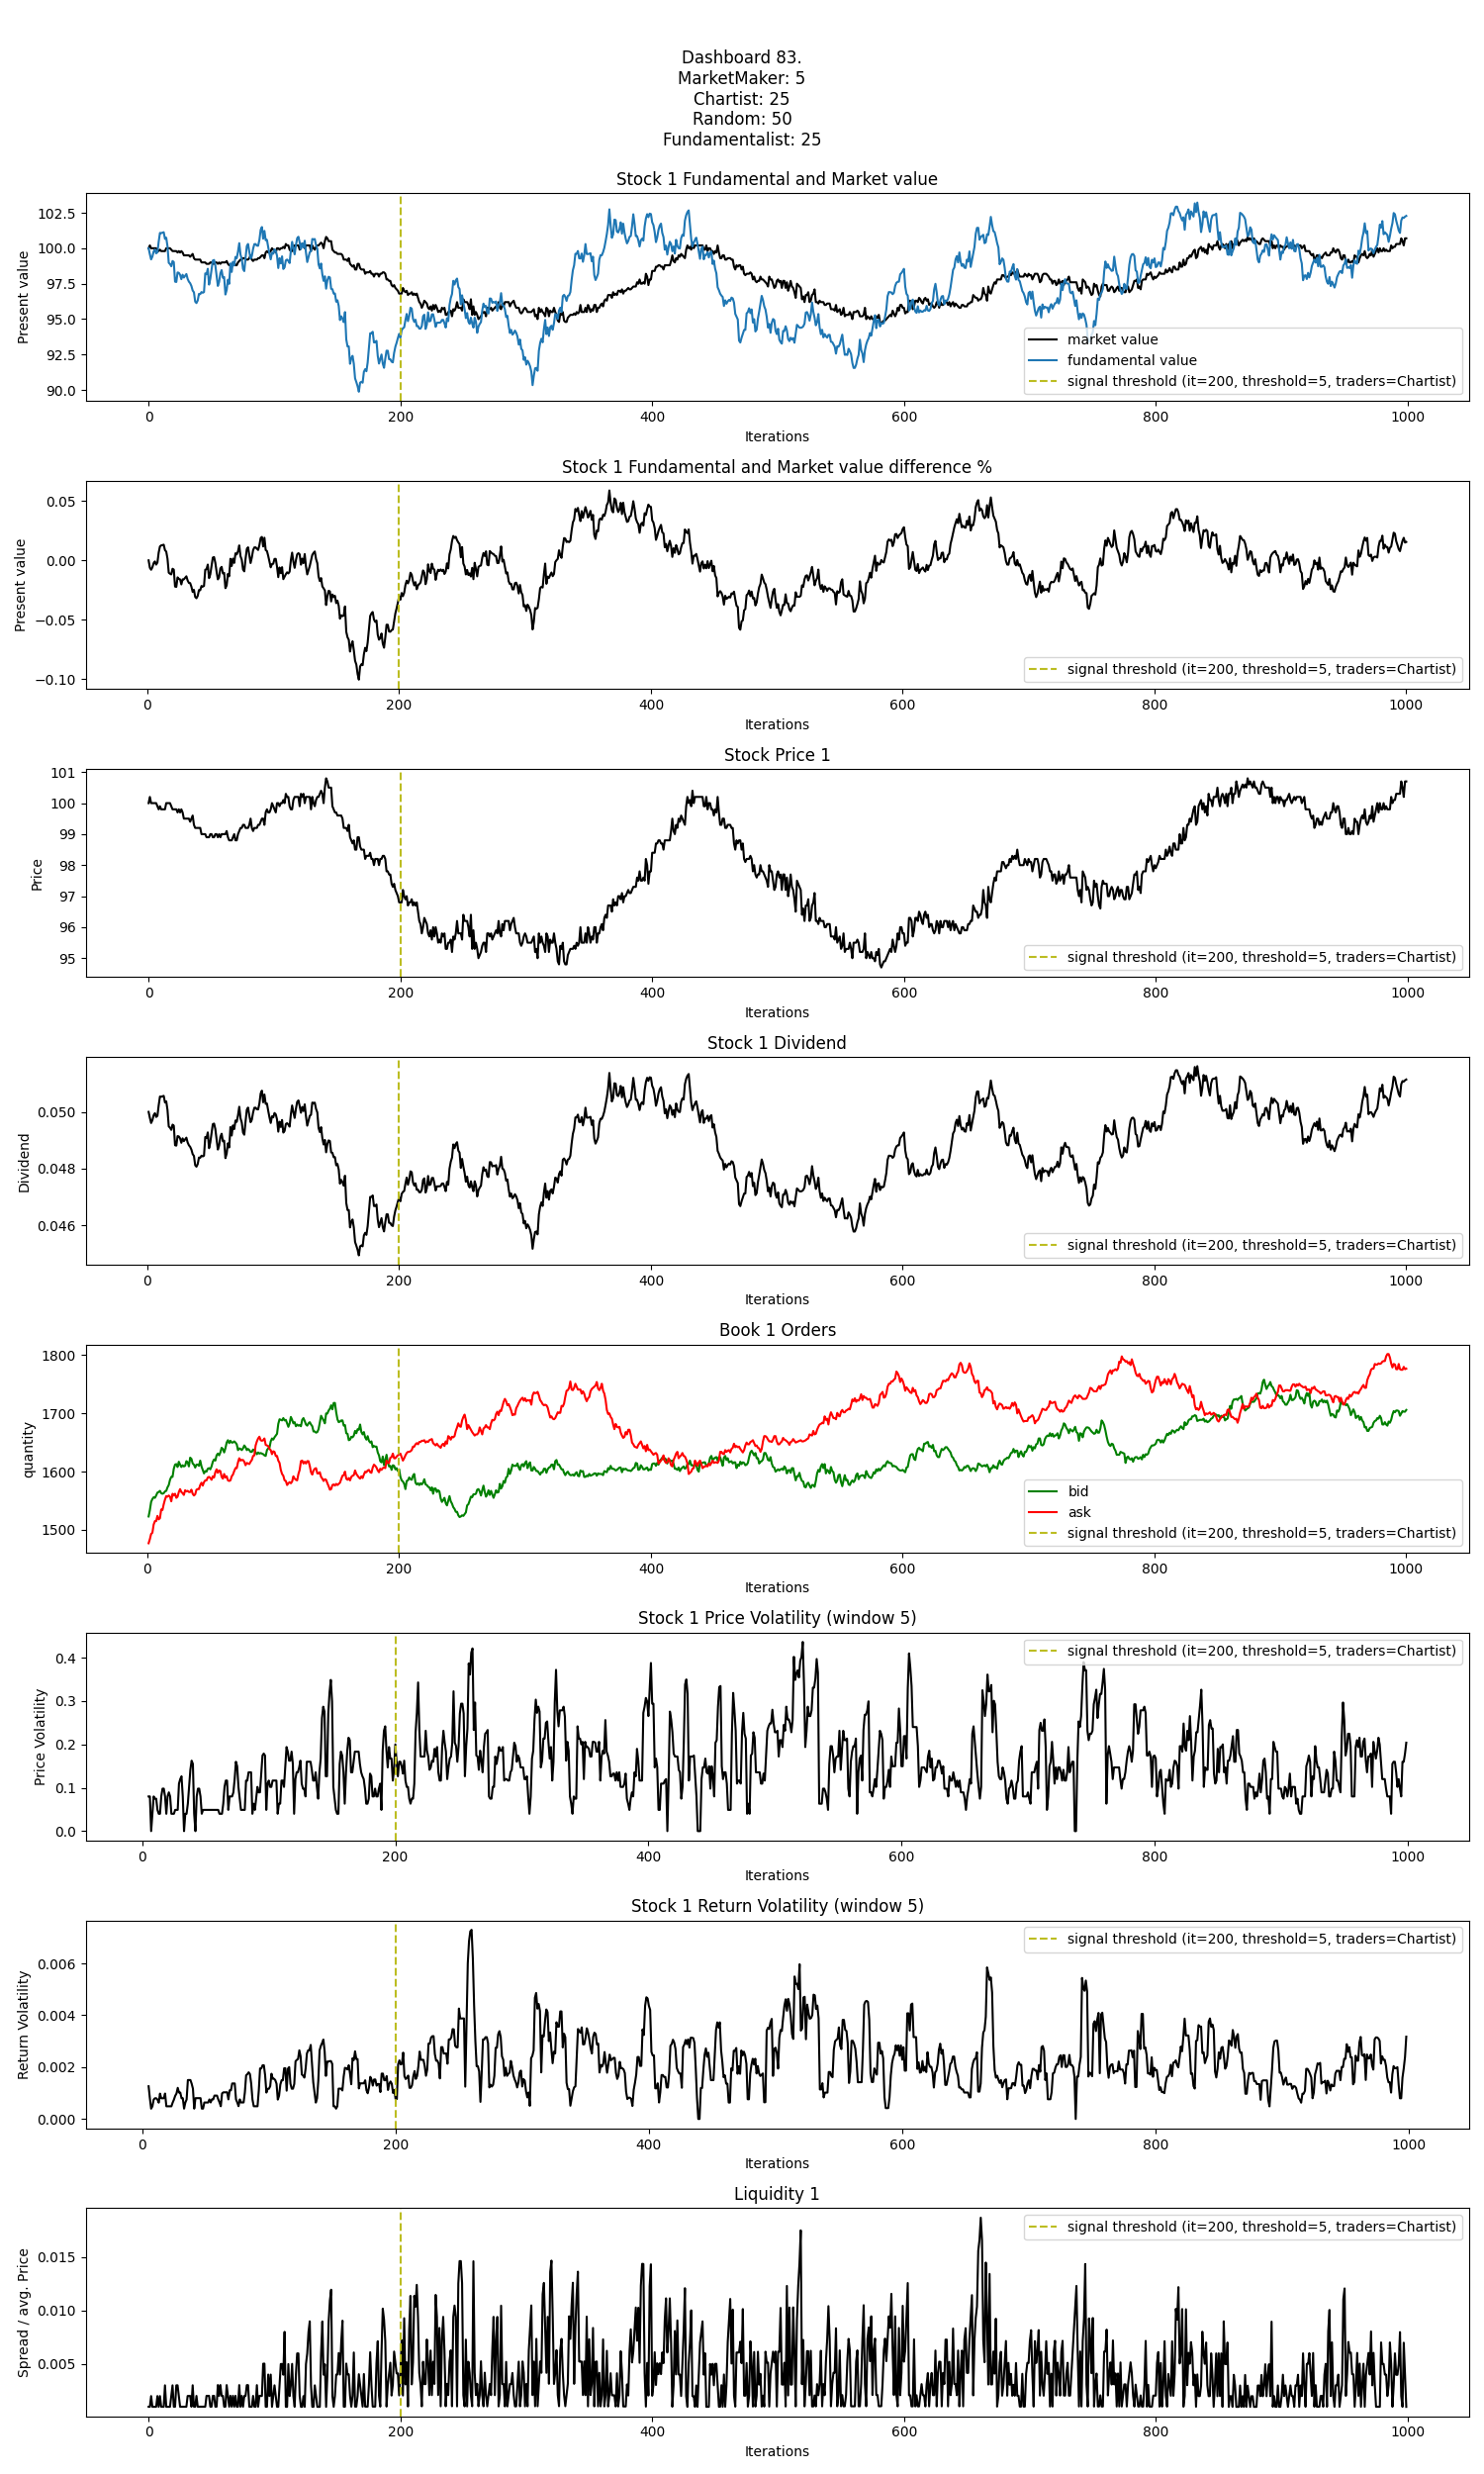 Dashboard 83.
MarketMaker: 5
Chartist: 25
Random: 50
Fundamentalist: 25
Stock 1 Fundamental and Market value
Present value
102.5
100.0
97.5
95.0
92.5
90.0
market value
fundamental value
signal threshold (it=200, threshold=5, traders=Chartist)
0 200 400 600 800 1000
Iterations
Stock 1 Fundamental and Market value difference %
Present value
0.05
0.00
−0.05
−0.10
signal threshold (it=200, threshold=5, traders=Chartist)
0 200 400 600 800 1000
Iterations
Stock Price 1
Price
101
100
99
98
97
96
95
signal threshold (it=200, threshold=5, traders=Chartist)
0 200 400 600 800 1000
Iterations
Stock 1 Dividend
Dividend
0.050
0.048
0.046
signal threshold (it=200, threshold=5, traders=Chartist)
0 200 400 600 800 1000
Iterations
Book 1 Orders
quantity
1800
1700
1600
1500
bid
ask
signal threshold (it=200, threshold=5, traders=Chartist)
0 200 400 600 800 1000
Iterations
Stock 1 Price Volatility (window 5)
Price Volatility
0.4
0.3
0.2
0.1
0.0
signal threshold (it=200, threshold=5, traders=Chartist)
0 200 400 600 800 1000
Iterations
Stock 1 Return Volatility (window 5)
Return Volatility
0.006
0.004
0.002
0.000
signal threshold (it=200, threshold=5, traders=Chartist)
0 200 400 600 800 1000
Iterations
Liquidity 1
Spread / avg. Price
0.015
0.010
0.005
signal threshold (it=200, threshold=5, traders=Chartist)
0 200 400 600 800 1000
Iterations